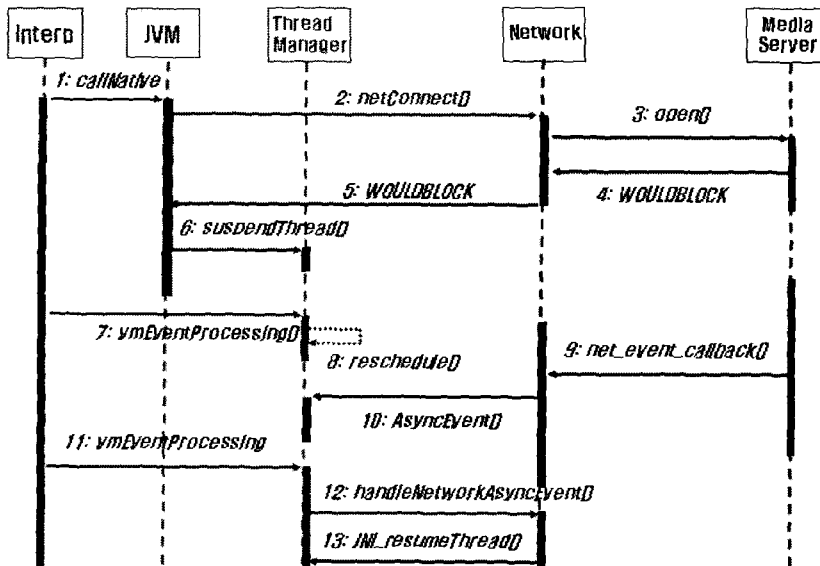 Interp
JVM
Thread
Manager
Network
Media
Server
1: callNative
2: netConnect()
3: open()
4: WOULDBLOCK
5: WOULDBLOCK
6: suspendThread()
7: vmEventProcessing()
8: reschedule()
9: net_event_callback()
10: AsyncEvent()
11: vmEventProcessing
12: handleNetworkAsyncEvent()
13: JNI_resumeThread()